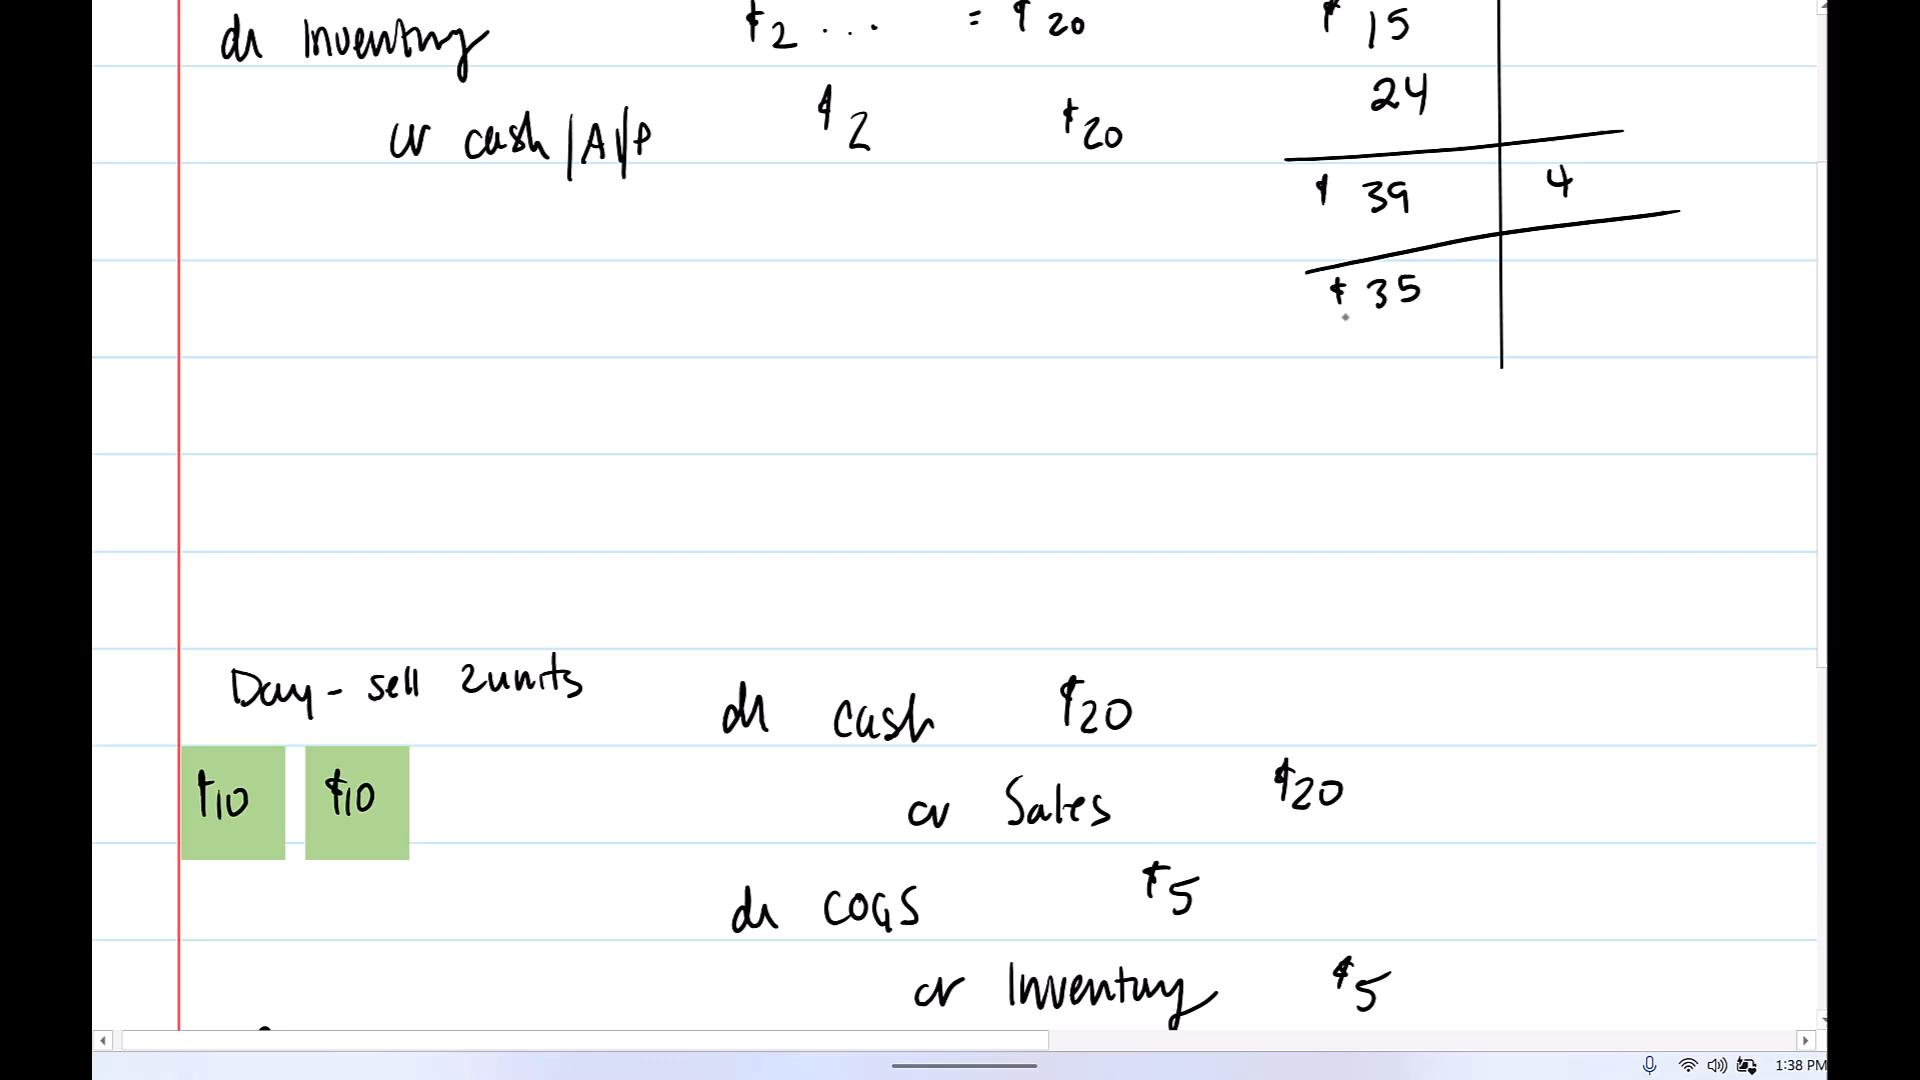 dr Inventory $2 ... = $20 $15
24
cr cash/A/P $2 $20
$39 4
$35
Day - sell 2 units
dr cash $20
$10 $10
cr Sales $20
dr COGS $5
cr Inventory $5
1:38 PM